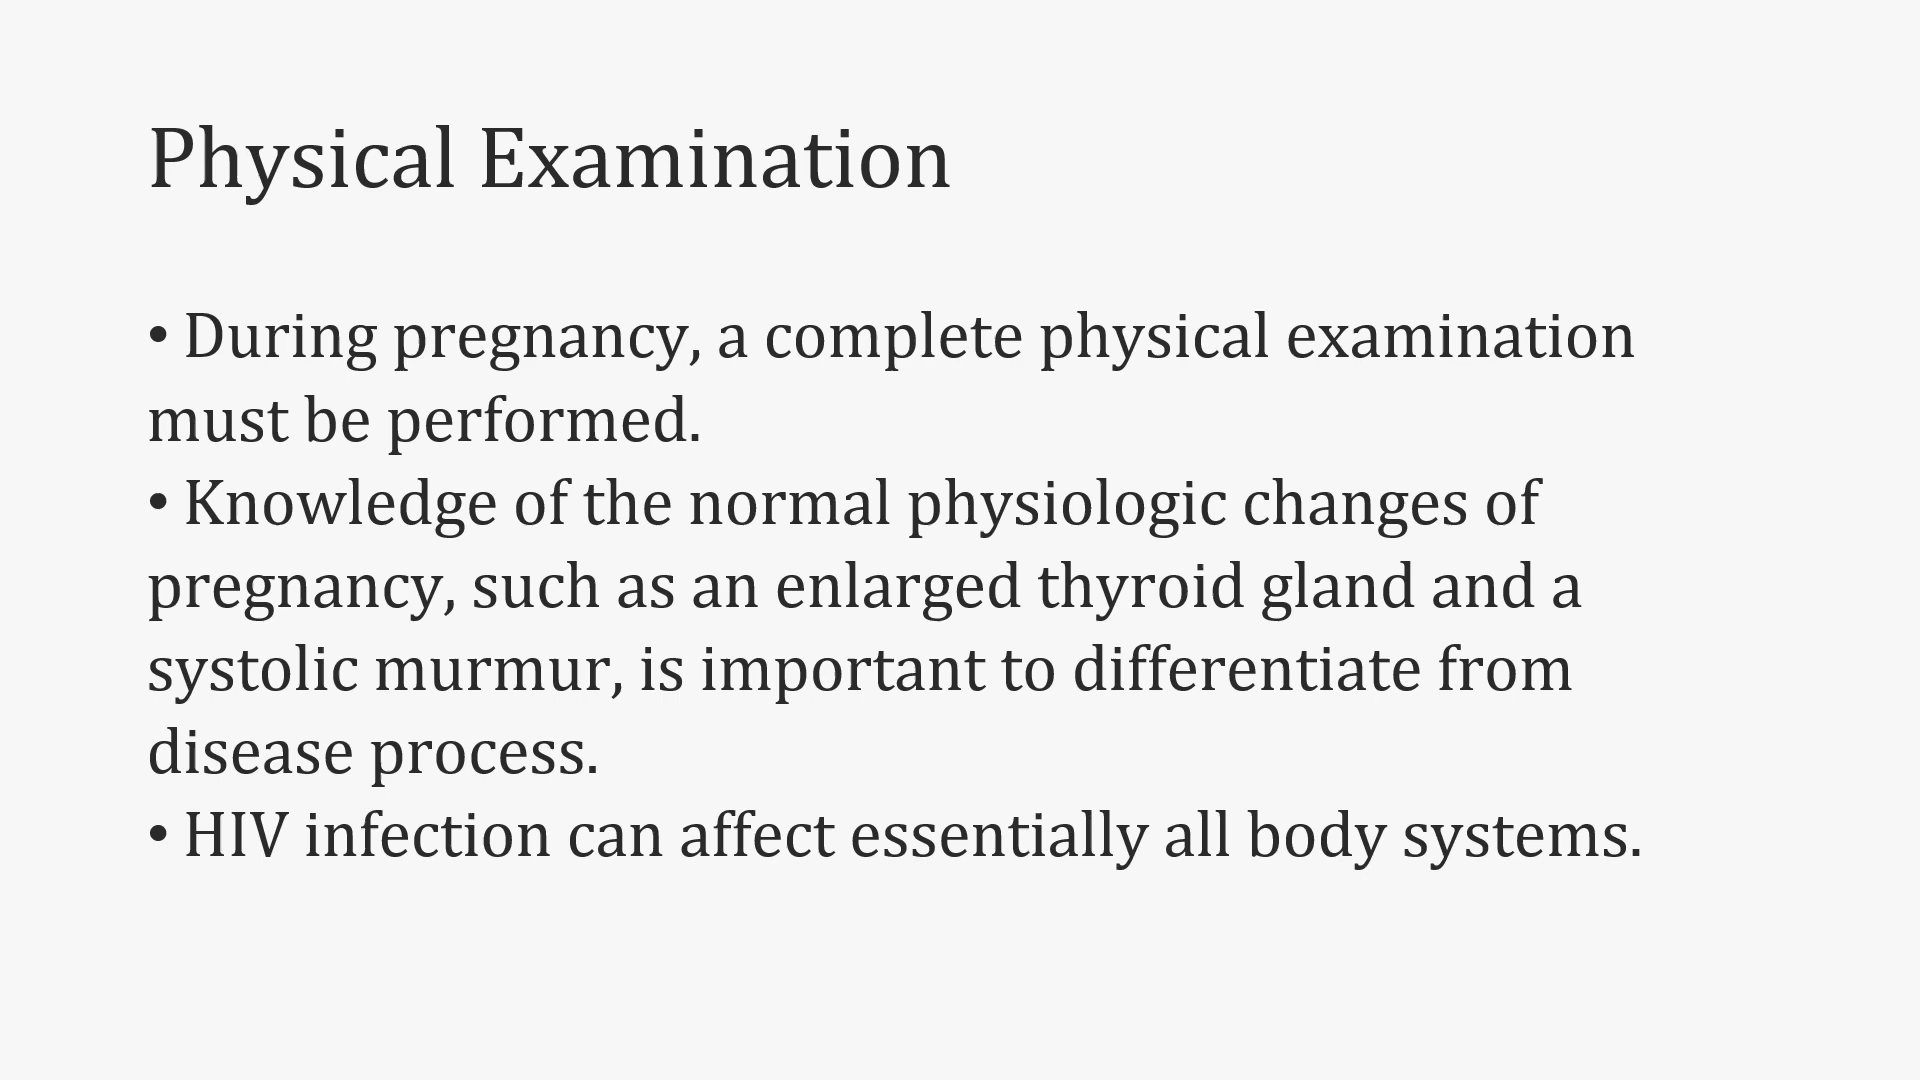 Physical Examination
• During pregnancy, a complete physical examination
must be performed.
• Knowledge of the normal physiologic changes of
pregnancy, such as an enlarged thyroid gland and a
systolic murmur, is important to differentiate from
disease process.
• HIV infection can affect essentially all body systems.